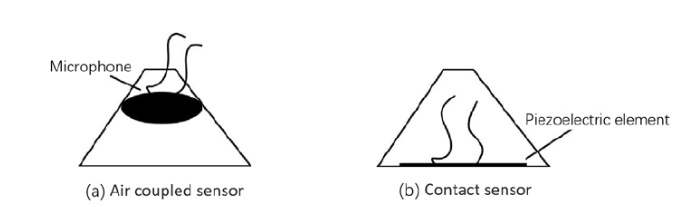 Microphone
Piezoelectric element
(a) Air coupled sensor
(b) Contact sensor